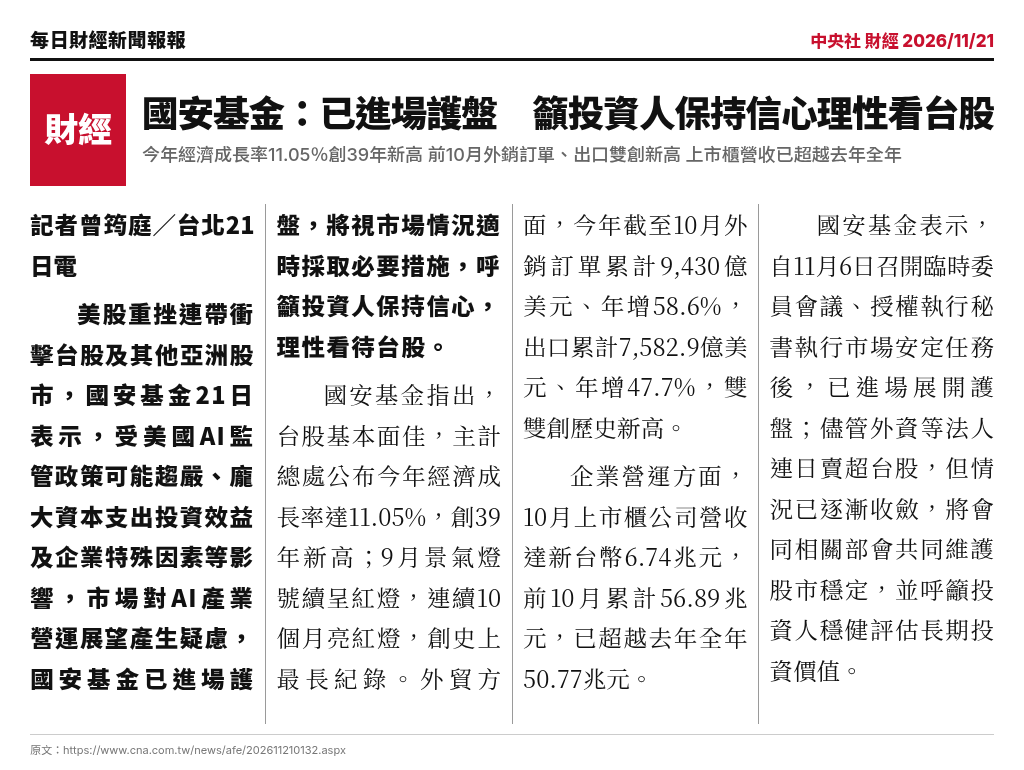 每日財經新聞報報
中央社 財經 2026/11/21
財經
國安基金：已進場護盤　籲投資人保持信心理性看台股
今年經濟成長率11.05%創39年新高 前10月外銷訂單、出口雙創新高 上市櫃營收已超越去年全年
記者曾筠庭／台北21
日電
美股重挫連帶衝
擊台股及其他亞洲股
市，國安基金21日
表示，受美國AI監
管政策可能趨嚴、龐
大資本支出投資效益
及企業特殊因素等影
響，市場對AI產業
營運展望產生疑慮，
國安基金已進場護
盤，將視市場情況適
時採取必要措施，呼
籲投資人保持信心，
理性看待台股。
國安基金指出，
台股基本面佳，主計
總處公布今年經濟成
長率達11.05%，創39
年新高；9月景氣燈
號續呈紅燈，連續10
個月亮紅燈，創史上
最長紀錄。外貿方
面，今年截至10月外
銷訂單累計9,430億
美元、年增58.6%，
出口累計7,582.9億美
元、年增47.7%，雙
雙創歷史新高。
企業營運方面，
10月上市櫃公司營收
達新台幣6.74兆元，
前10月累計56.89兆
元，已超越去年全年
50.77兆元。
國安基金表示，
自11月6日召開臨時委
員會議、授權執行秘
書執行市場安定任務
後，已進場展開護
盤；儘管外資等法人
連日賣超台股，但情
況已逐漸收斂，將會
同相關部會共同維護
股市穩定，並呼籲投
資人穩健評估長期投
資價值。
原文：https://www.cna.com.tw/news/afe/202611210132.aspx